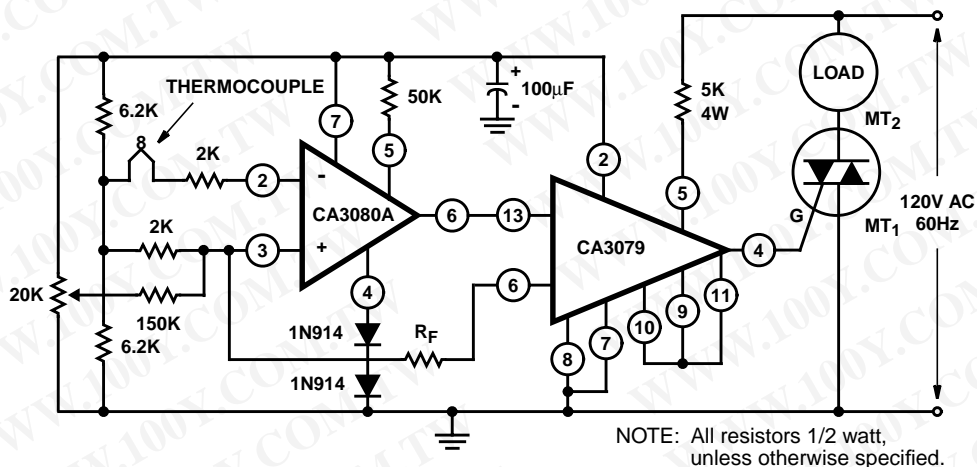 THERMOCOUPLE
6.2K
8
2K
2
2K
3
20K
150K
6.2K
7
50K
5
+
100µF
-
-
CA3080A
+
6
4
1N914
1N914
RF
13
6
2
CA3079
5K
4W
5
4
11
9
10
7
8
LOAD
MT2
G
MT1
120V AC
60Hz
NOTE: All resistors 1/2 watt,
unless otherwise specified.
WWW.100Y.COM.TW